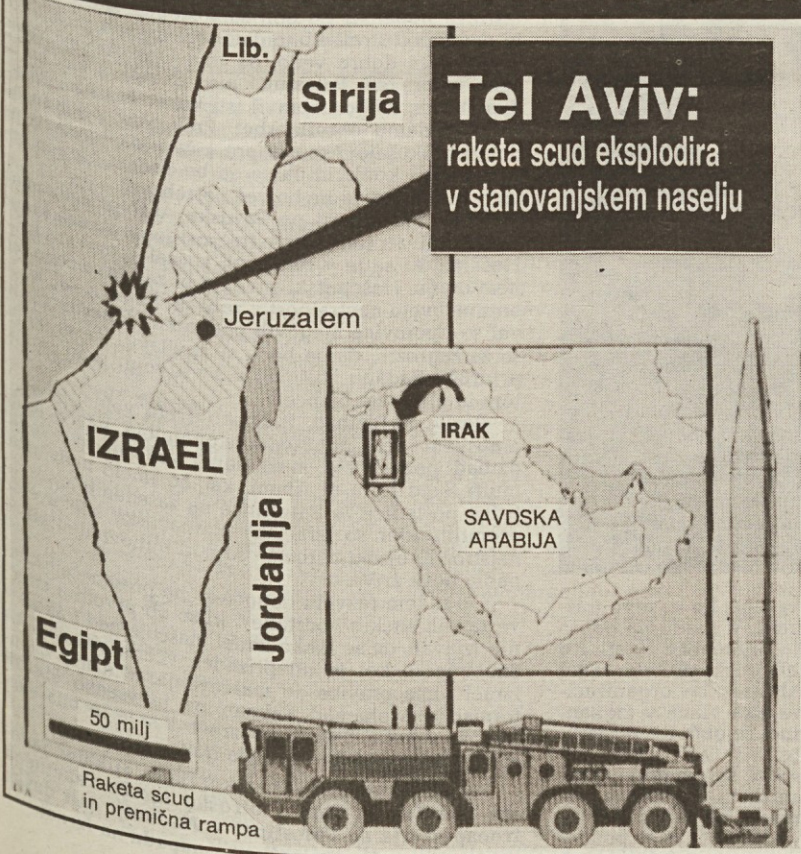 Lib.
Sirija
Tel Aviv:
raketa scud eksplodira
v stanovanjskem naselju
Jeruzalem
IZRAEL
IRAK
SAVDSKA
ARABIJA
Jordanija
Egipt
50 milj
Raketa scud
in premična rampa